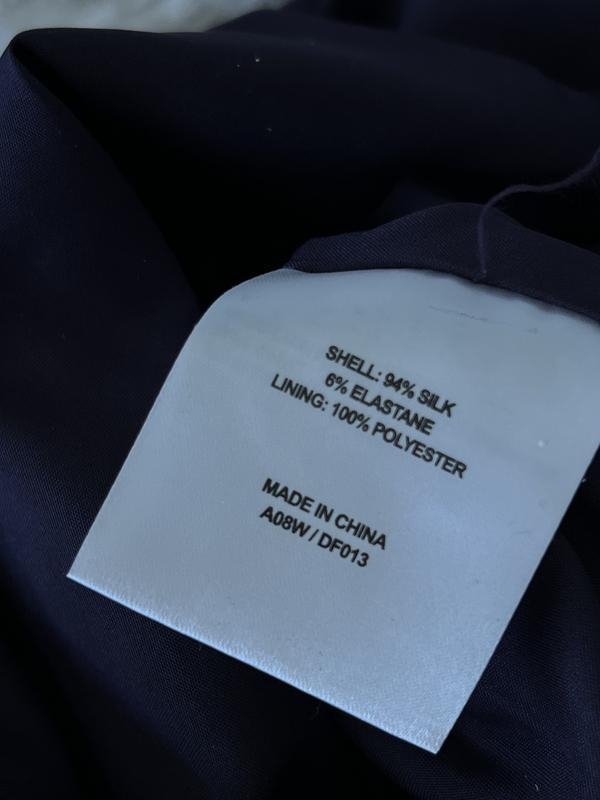 SHELL: 94% SILK
6% ELASTANE
LINING: 100% POLYESTER
MADE IN CHINA
A08W / DF013